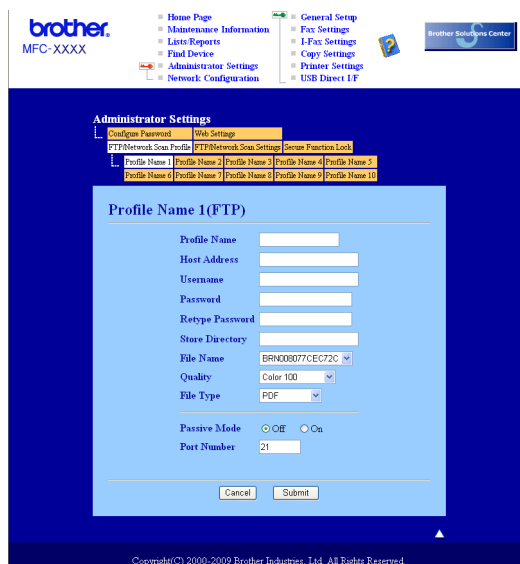 brother.
MFC-XXXX
Home Page
Maintenance Information
Lists/Reports
Find Device
Administrator Settings
Network Configuration
General Setup
Fax Settings
I-Fax Settings
Copy Settings
Printer Settings
USB Direct I/F
Brother Solutions Center
Administrator Settings
Configure Password Web Settings
FTP/Network Scan Profile FTP/Network Scan Settings Secure Function Lock
Profile Name 1 Profile Name 2 Profile Name 3 Profile Name 4 Profile Name 5
Profile Name 6 Profile Name 7 Profile Name 8 Profile Name 9 Profile Name 10
Profile Name 1(FTP)
Profile Name
Host Address
Username
Password
Retype Password
Store Directory
File Name BRN008077CEC72C
Quality Color 100
File Type PDF
Passive Mode Off On
Port Number 21
Cancel Submit
Copyright(C) 2000-2009 Brother Industries, Ltd. All Rights Reserved.